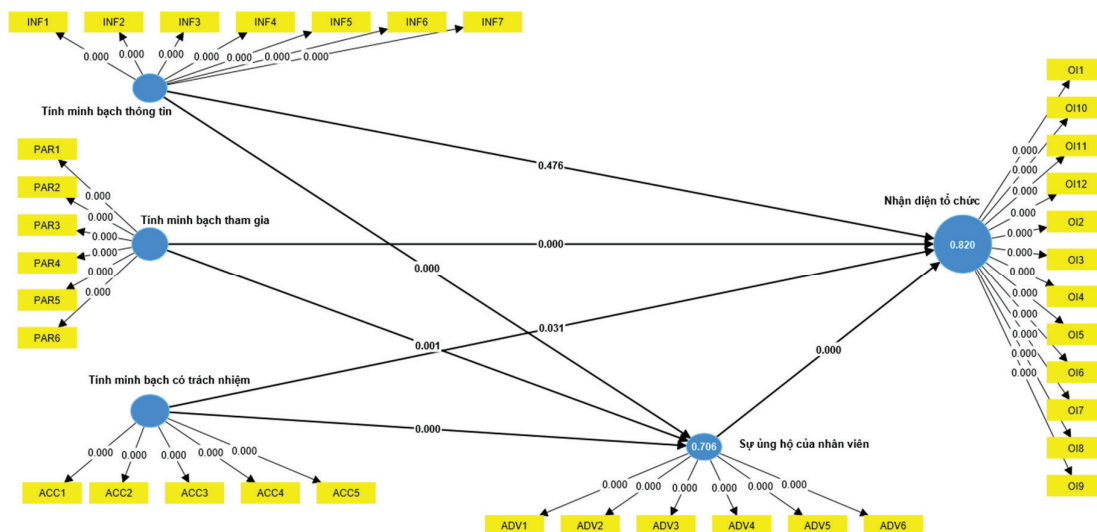 INF1 INF2 INF3 INF4 INF5 INF6 INF7
0.000 0.000 0.000 0.000 0.000 0.000 0.000
Tính minh bạch thông tin
PAR1
PAR2
PAR3
PAR4
PAR5
PAR6
0.000
0.000
0.000
0.000
0.000
0.000
Tính minh bạch tham gia
Tính minh bạch có trách nhiệm
0.000 0.000 0.000 0.000 0.000
ACC1 ACC2 ACC3 ACC4 ACC5
0.476
0.000
0.000
0.031
0.001
0.000
0.000
0.706
Sự ủng hộ của nhân viên
0.000 0.000 0.000 0.000 0.000 0.000
ADV1 ADV2 ADV3 ADV4 ADV5 ADV6
Nhận diện tổ chức
0.820
0.000
0.000
0.000
0.000
0.000
0.000
0.000
0.000
0.000
0.000
0.000
0.000
OI1
OI10
OI11
OI12
OI2
OI3
OI4
OI5
OI6
OI7
OI8
OI9